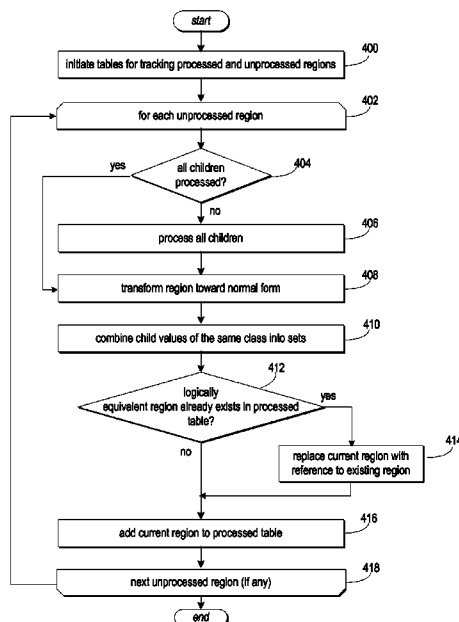 start
initiate tables for tracking processed and unprocessed regions
400
for each unprocessed region
402
yes
all children
processed?
404
no
process all children
406
transform region toward normal form
408
combine child values of the same class into sets
410
412
logically
equivalent region already exists in processed
table?
yes
no
replace current region with
reference to existing region
414
add current region to processed table
416
next unprocessed region (if any)
418
end